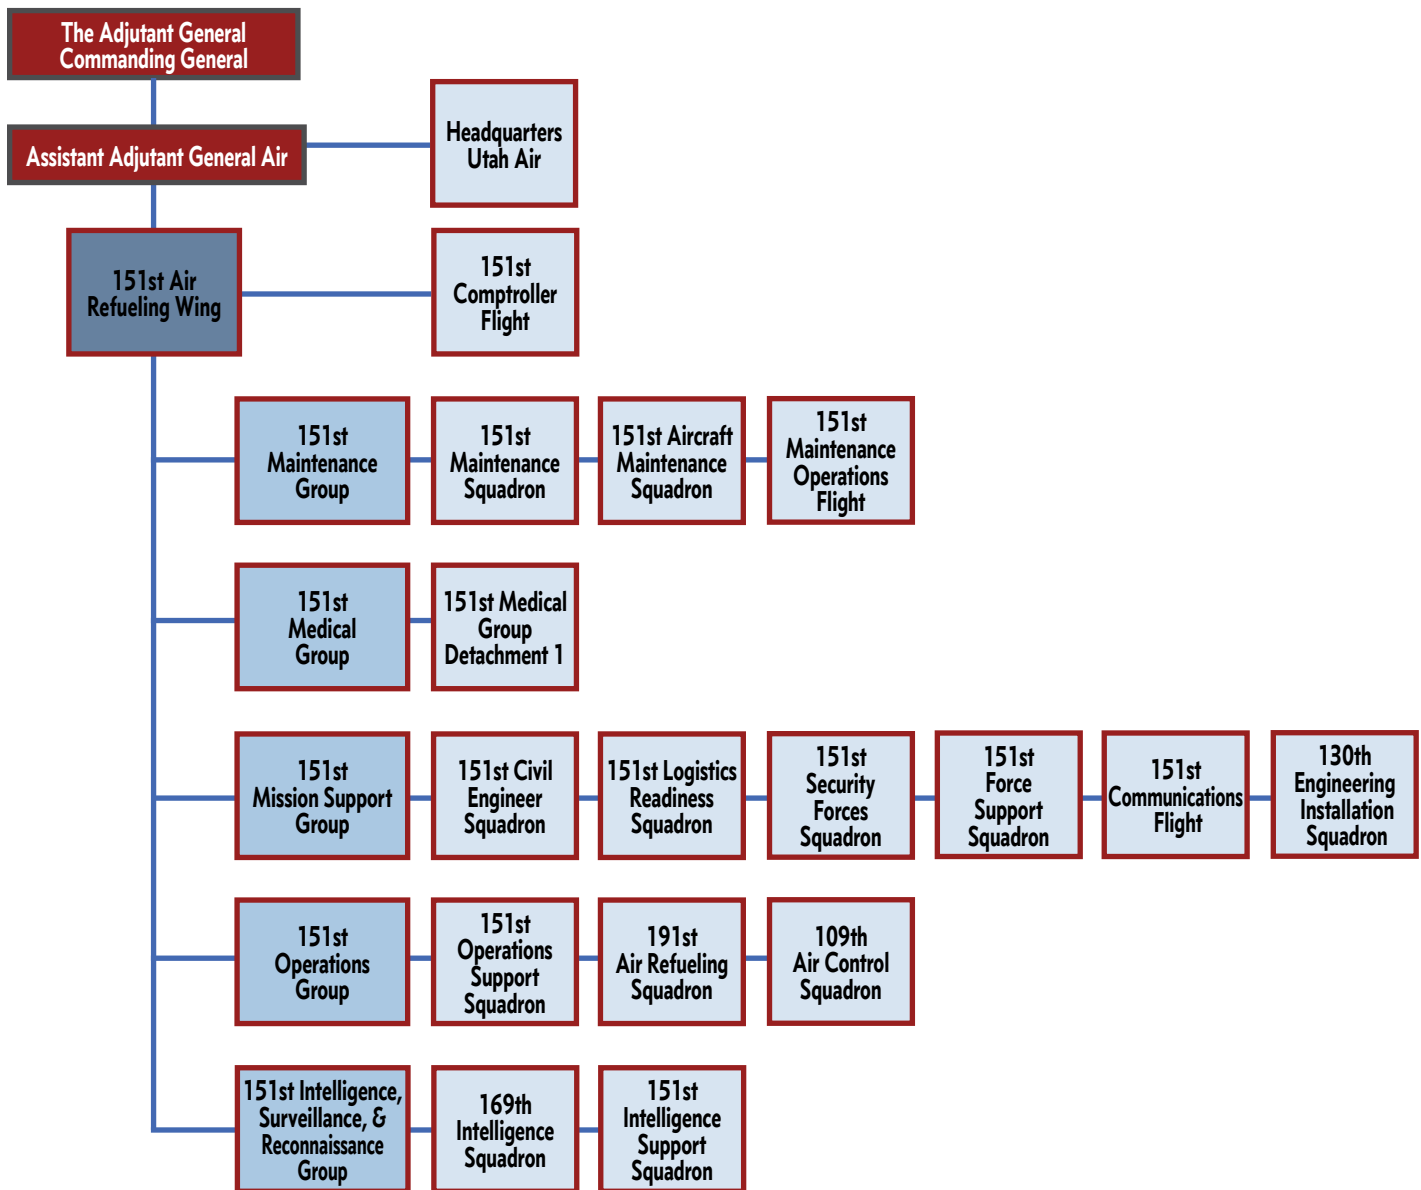 The Adjutant General
Commanding General
Assistant Adjutant General Air
Headquarters
Utah Air
151st Air
Refueling Wing
151st
Comptroller
Flight
151st
Maintenance
Group
151st
Maintenance
Squadron
151st Aircraft
Maintenance
Squadron
151st
Maintenance
Operations
Flight
151st
Medical
Group
151st Medical
Group
Detachment 1
151st
Mission Support
Group
151st Civil
Engineer
Squadron
151st Logistics
Readiness
Squadron
151st
Security
Forces
Squadron
151st
Force
Support
Squadron
151st
Communications
Flight
130th
Engineering
Installation
Squadron
151st
Operations
Group
151st
Operations
Support
Squadron
191st
Air Refueling
Squadron
109th
Air Control
Squadron
151st Intelligence,
Surveillance, &
Reconnaissance
Group
169th
Intelligence
Squadron
151st
Intelligence
Support
Squadron